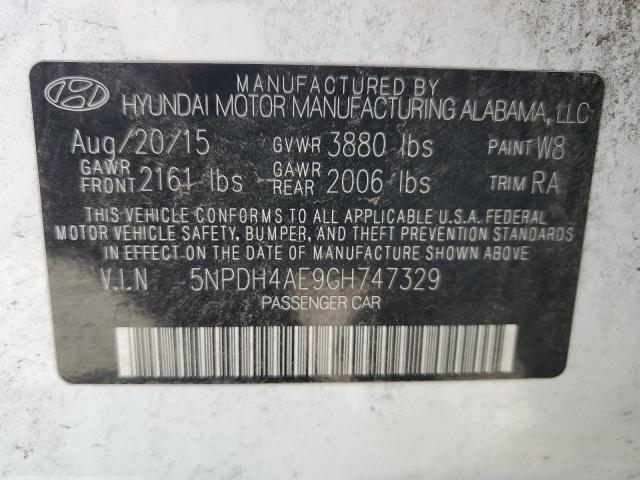 MANUFACTURED BY
HYUNDAI MOTOR MANUFACTURING ALABAMA, LLC
Aug/20/15 GVWR 3880 lbs PAINT W8
GAWR FRONT 2161 lbs GAWR REAR 2006 lbs TRIM RA
THIS VEHICLE CONFORMS TO ALL APPLICABLE U.S.A. FEDERAL
MOTOR VEHICLE SAFETY, BUMPER, AND THEFT PREVENTION STANDARDS
IN EFFECT ON THE DATE OF MANUFACTURE SHOWN ABOVE.
V.I.N 5NPDH4AE9GH747329
PASSENGER CAR